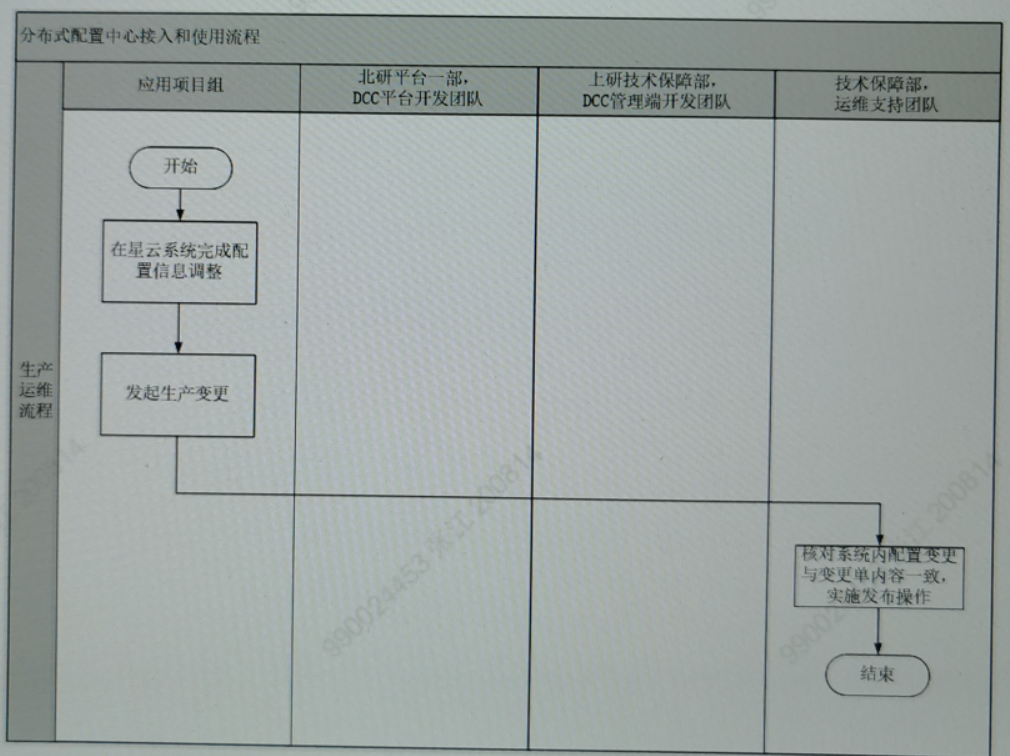 分布式配置中心接入和使用流程
应用项目组
北研平台一部,
DCC平台开发团队
上研技术保障部,
DCC管理端开发团队
技术保障部,
运维支持团队
生产
运维
流程
开始
在星云系统完成配
置信息调整
发起生产变更
核对系统内配置变更
与变更单内容一致,
实施发布操作
结束